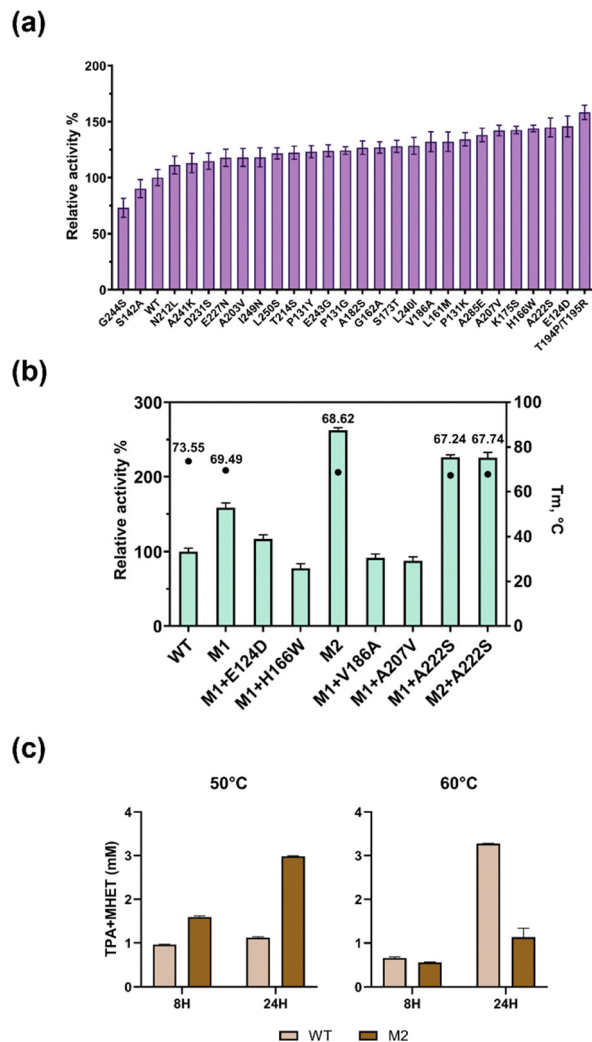 (a)
Relative activity %
200
150
100
50
0
G244S
S142A
WT
N212L
A241K
D231S
E227N
A203V
I249N
L250S
T214S
P131Y
E243G
P131G
A182S
G162A
S173T
L240I
V186A
L161M
P131K
A285E
A207V
K175S
H166W
A222S
E124D
T194P/T195R
(b)
Relative activity %
300
200
100
0
73.55
69.49
68.62
67.24
67.74
100
80
60
40
20
0
Tm, °C
WT
M1
M1+E124D
M1+H166W
M2
M1+V186A
M1+A207V
M1+A222S
M2+A222S
(c)
50°C
60°C
TPA+MHET (mM)
4
3
2
1
0
8H
24H
4
3
2
1
0
8H
24H
WT
M2